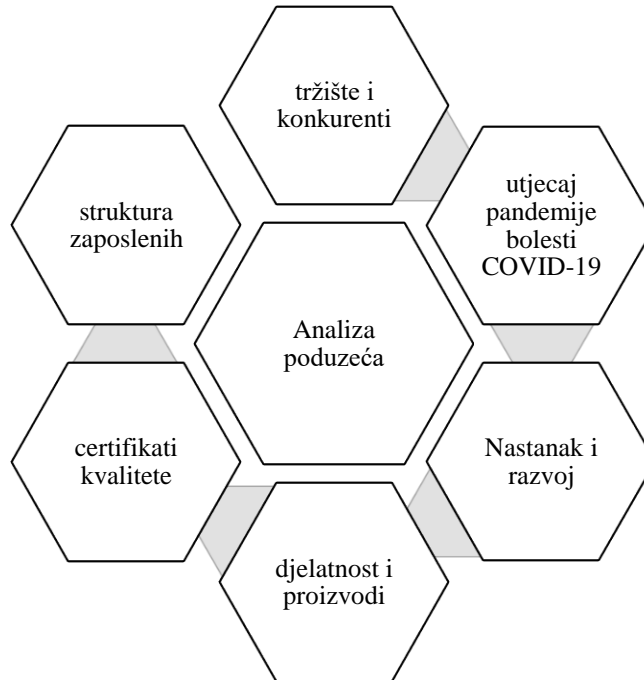 tržište i
konkurenti
struktura
zaposlenih
utjecaj
pandemije
bolesti
COVID-19
Analiza
poduzeća
certifikati
kvalitete
Nastanak i
razvoj
djelatnost i
proizvodi